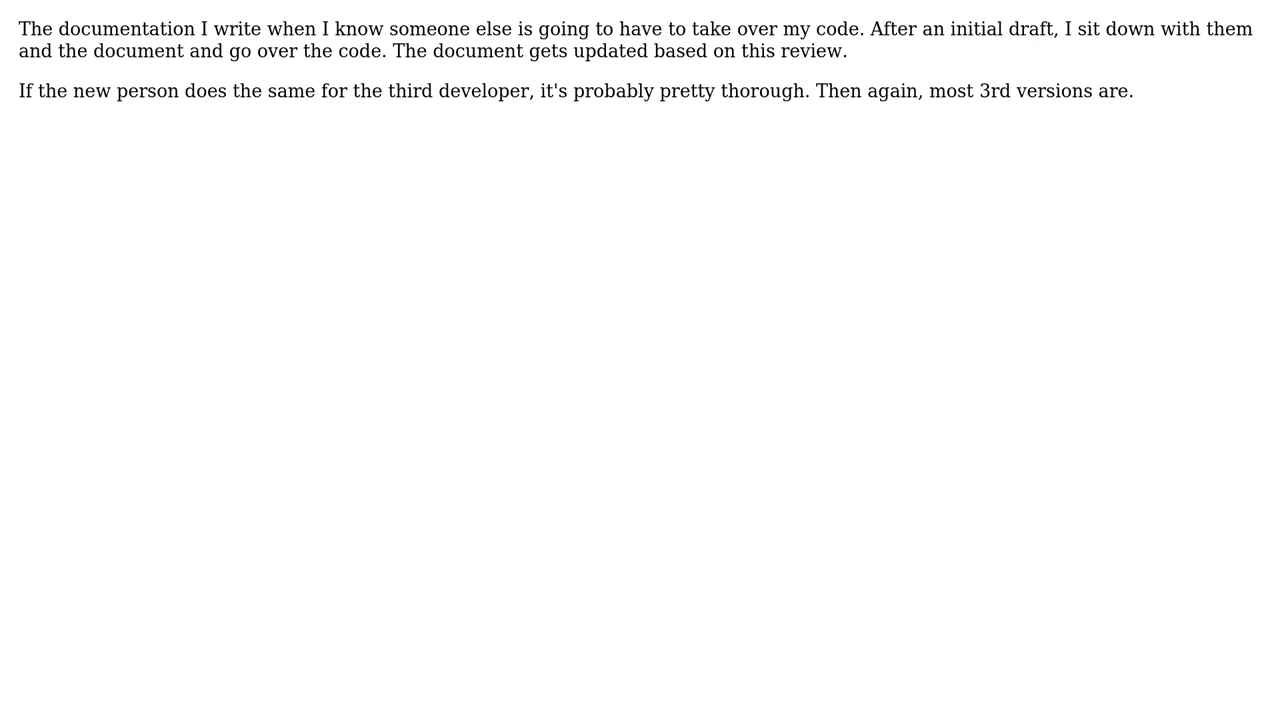 The documentation I write when I know someone else is going to have to take over my code. After an initial draft, I sit down with them
and the document and go over the code. The document gets updated based on this review.
If the new person does the same for the third developer, it's probably pretty thorough. Then again, most 3rd versions are.